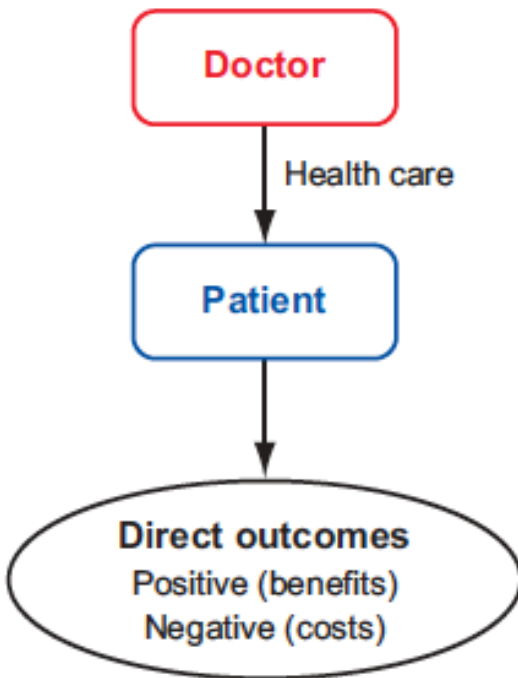 Doctor
Health care
Patient
Direct outcomes
Positive (benefits)
Negative (costs)